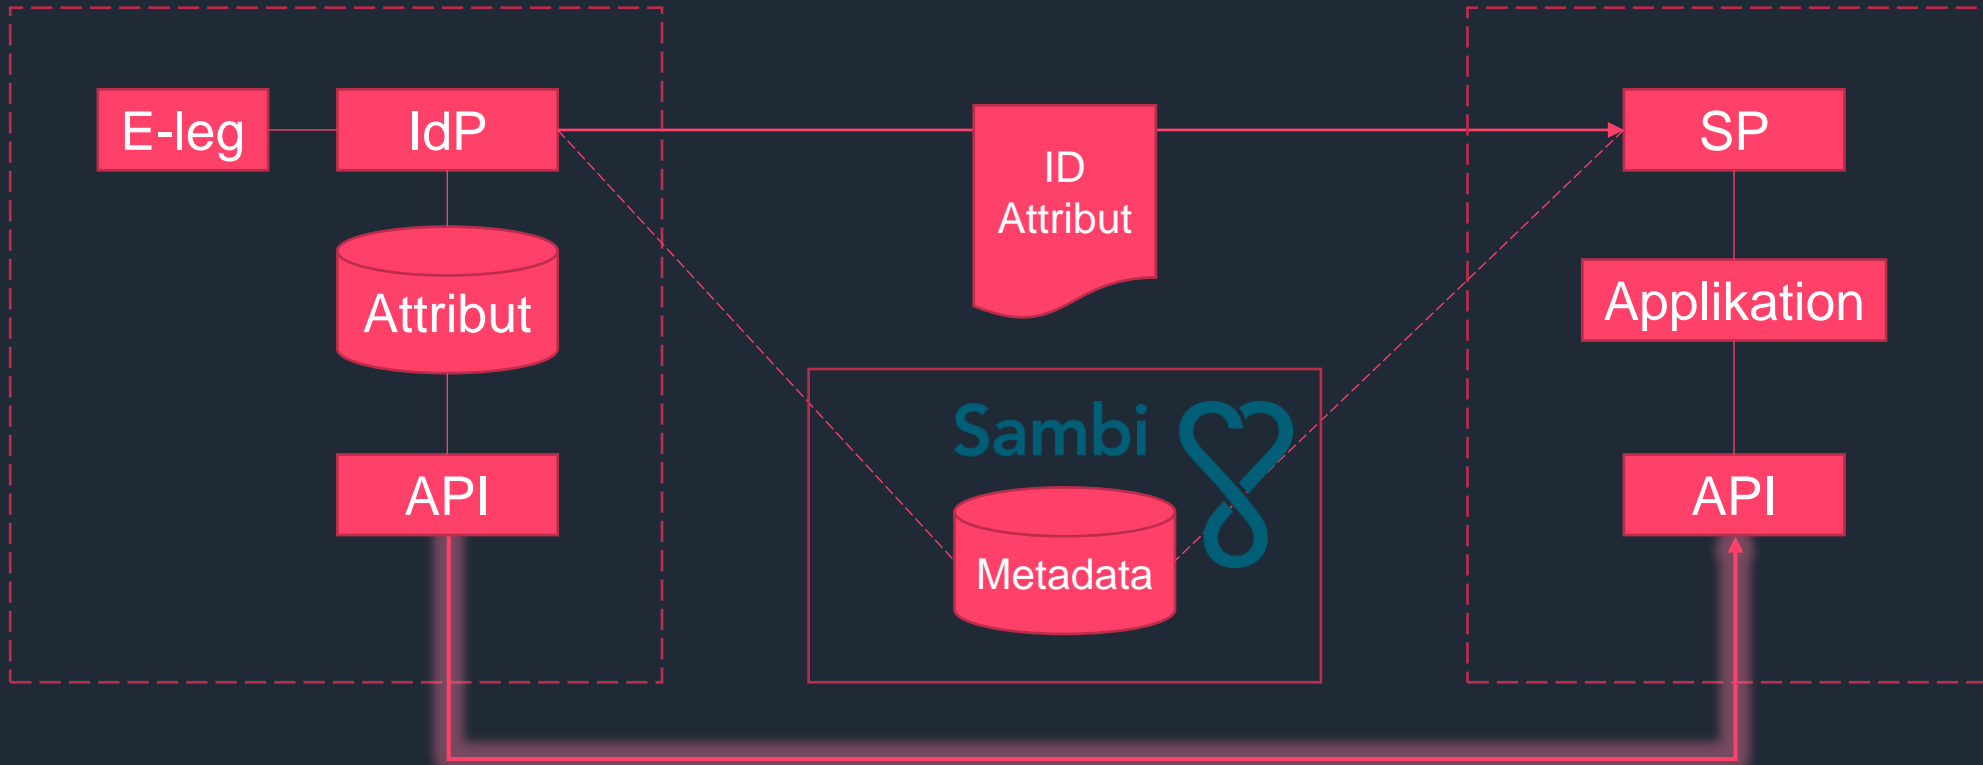 E-leg
IdP
ID
Attribut
SP
Attribut
Applikation
Sambi
API
Metadata
API